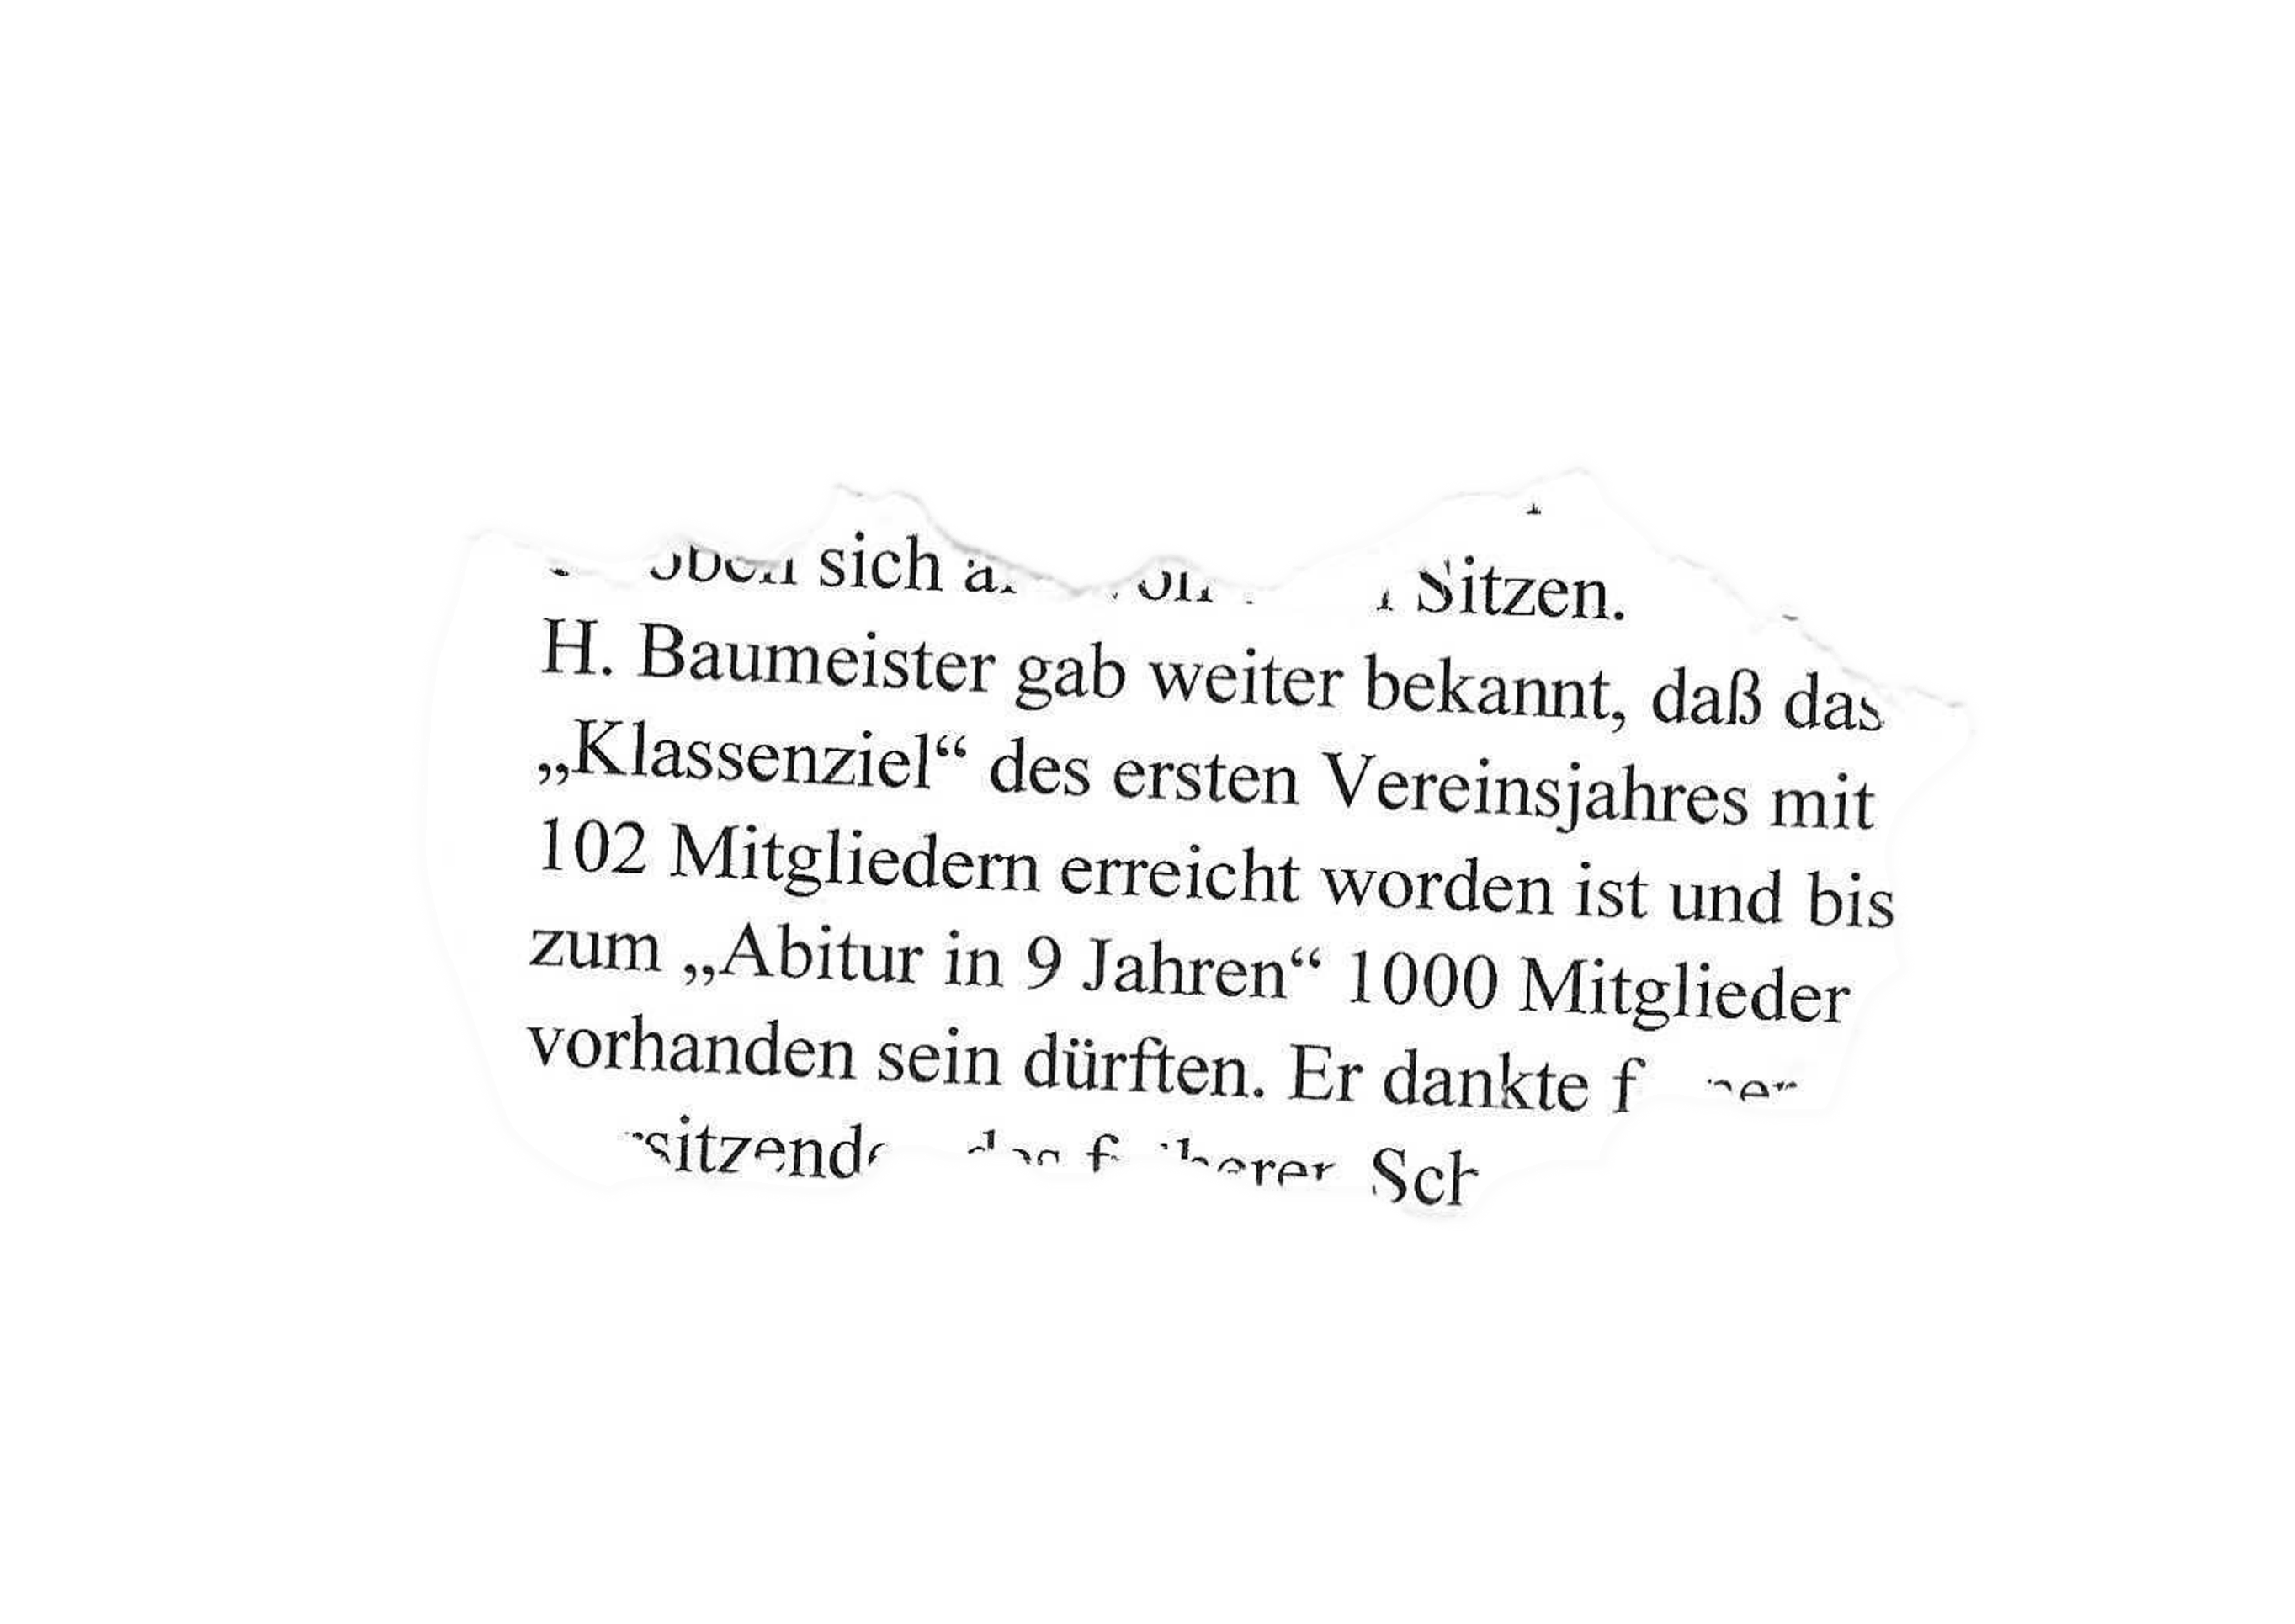 sich Sitzen.
H. Baumeister gab weiter bekannt, daß das
„Klassenziel“ des ersten Vereinsjahres mit
102 Mitgliedern erreicht worden ist und bis
zum „Abitur in 9 Jahren“ 1000 Mitglieder
vorhanden sein dürften. Er dankte